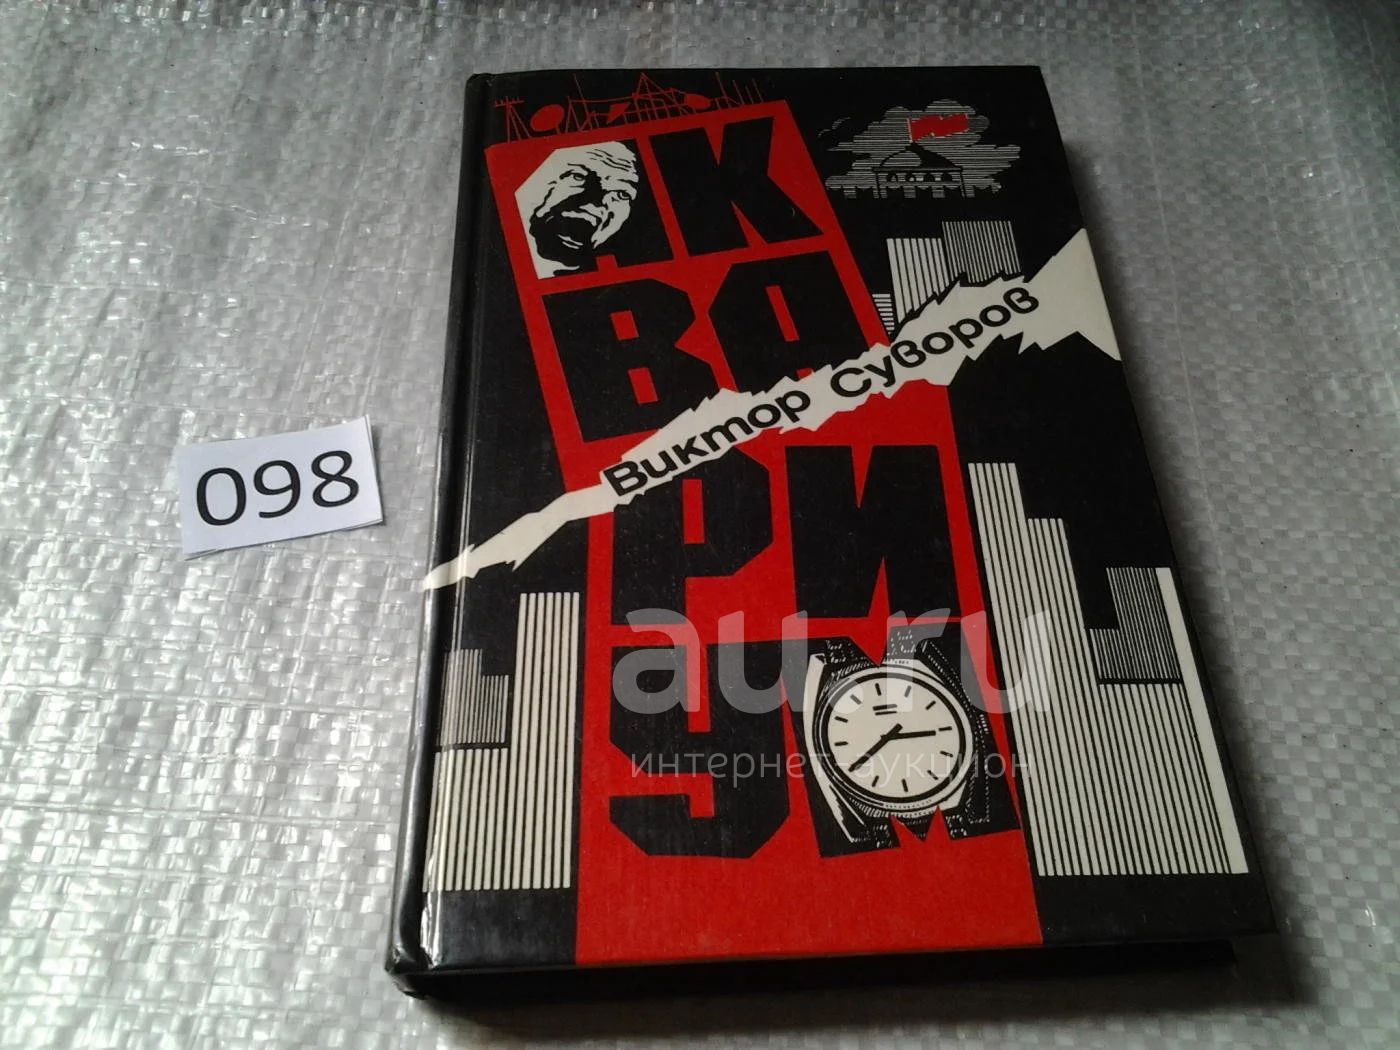 АК
ВА
РИ
УМ
Виктор Суворов
098
au.ru
интернет аукцион